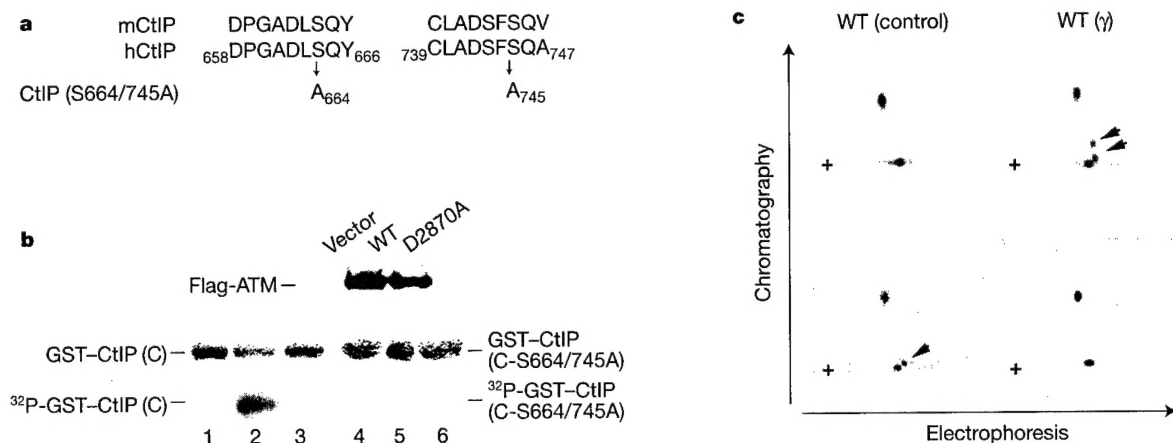 a
mCtIP DPGADLSQY CLADSFSQV
hCtIP 658DPGADLSQY666 739CLADSFSQA747
CtIP (S664/745A) A664 A745
b
Vector WT D2870A
Flag-ATM
GST–CtIP (C) GST–CtIP (C-S664/745A)
32P-GST–CtIP (C) 32P-GST–CtIP (C-S664/745A)
1 2 3 4 5 6
c
WT (control) WT (γ)
Chromatography
+ +
+ +
Electrophoresis